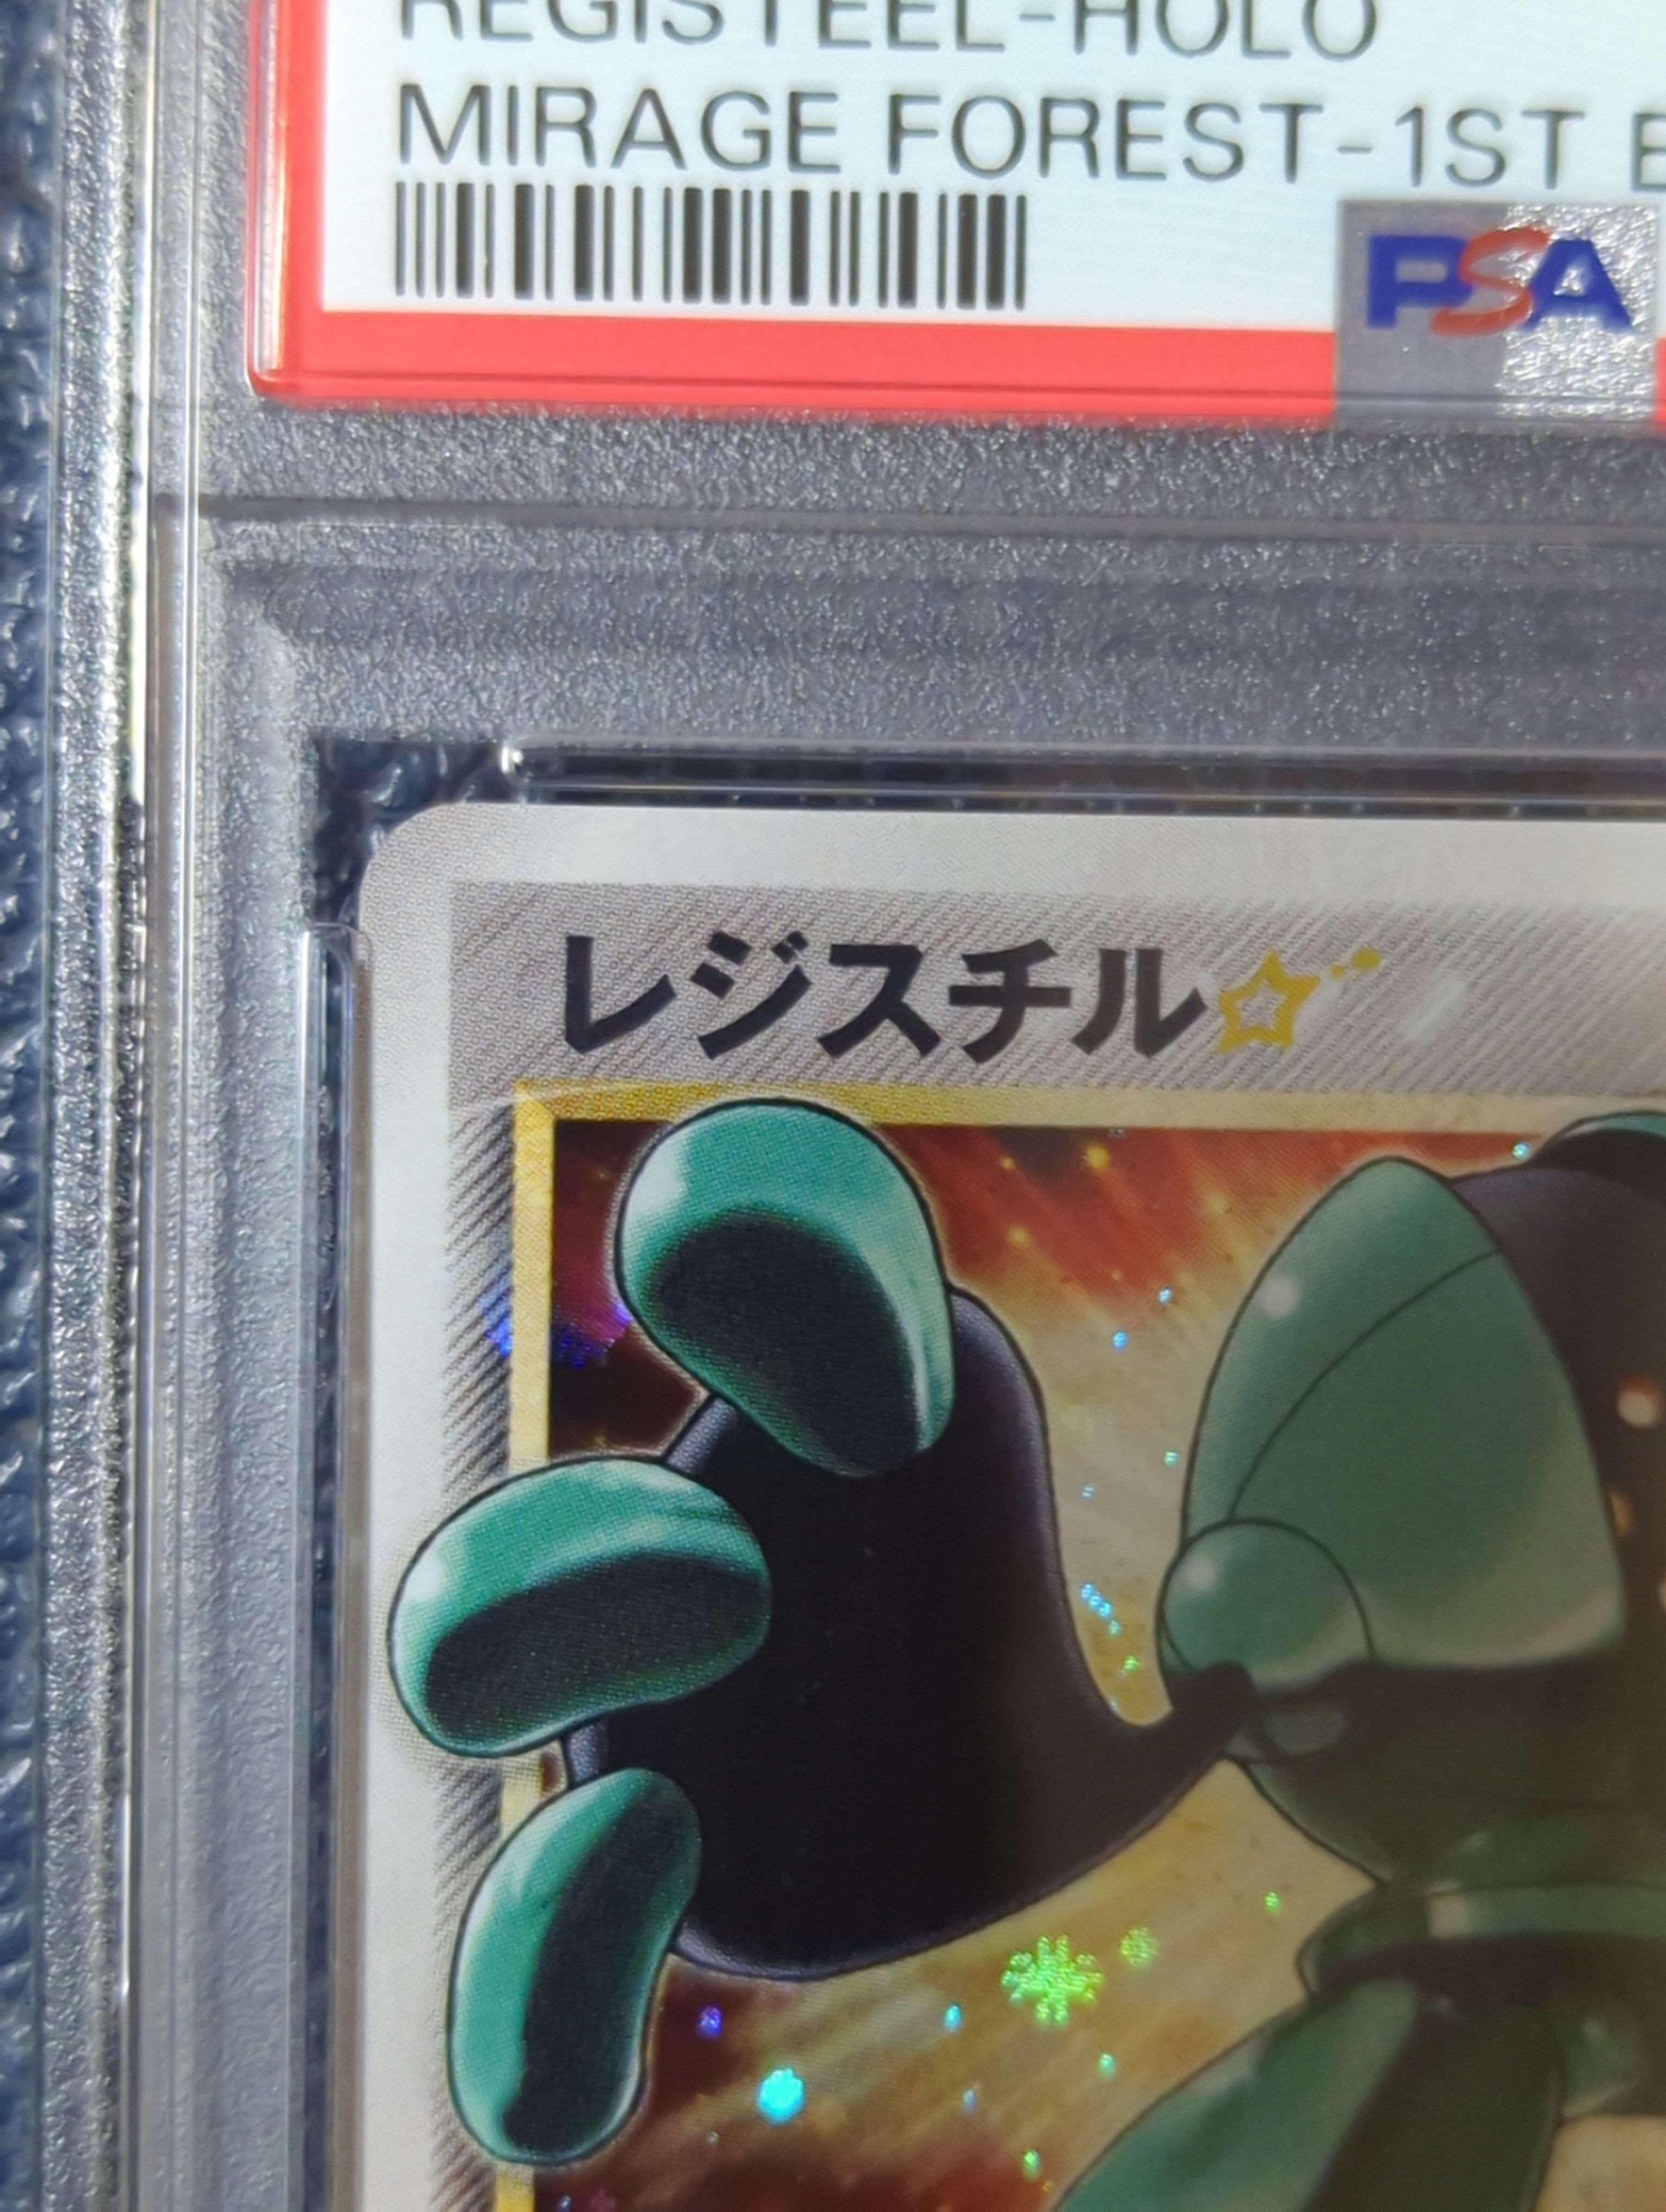 REGISTEEL-HOLO
MIRAGE FOREST-1ST E
PSA
レジスチル☆